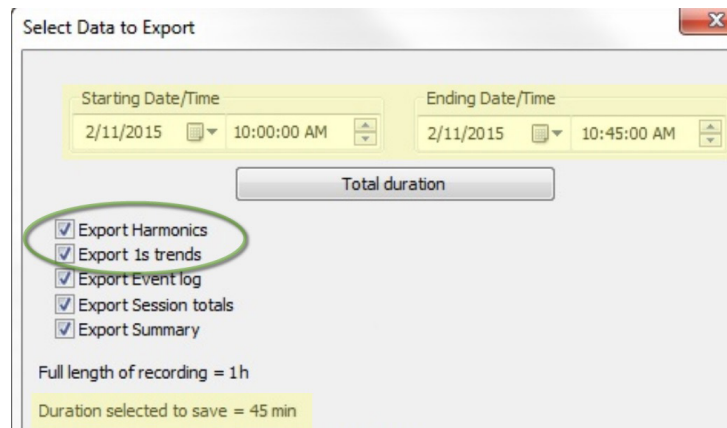 Select Data to Export
Starting Date/Time Ending Date/Time
2/11/2015 10:00:00 AM 2/11/2015 10:45:00 AM
Total duration
Export Harmonics
Export 1s trends
Export Event log
Export Session totals
Export Summary
Full length of recording = 1h
Duration selected to save = 45 min